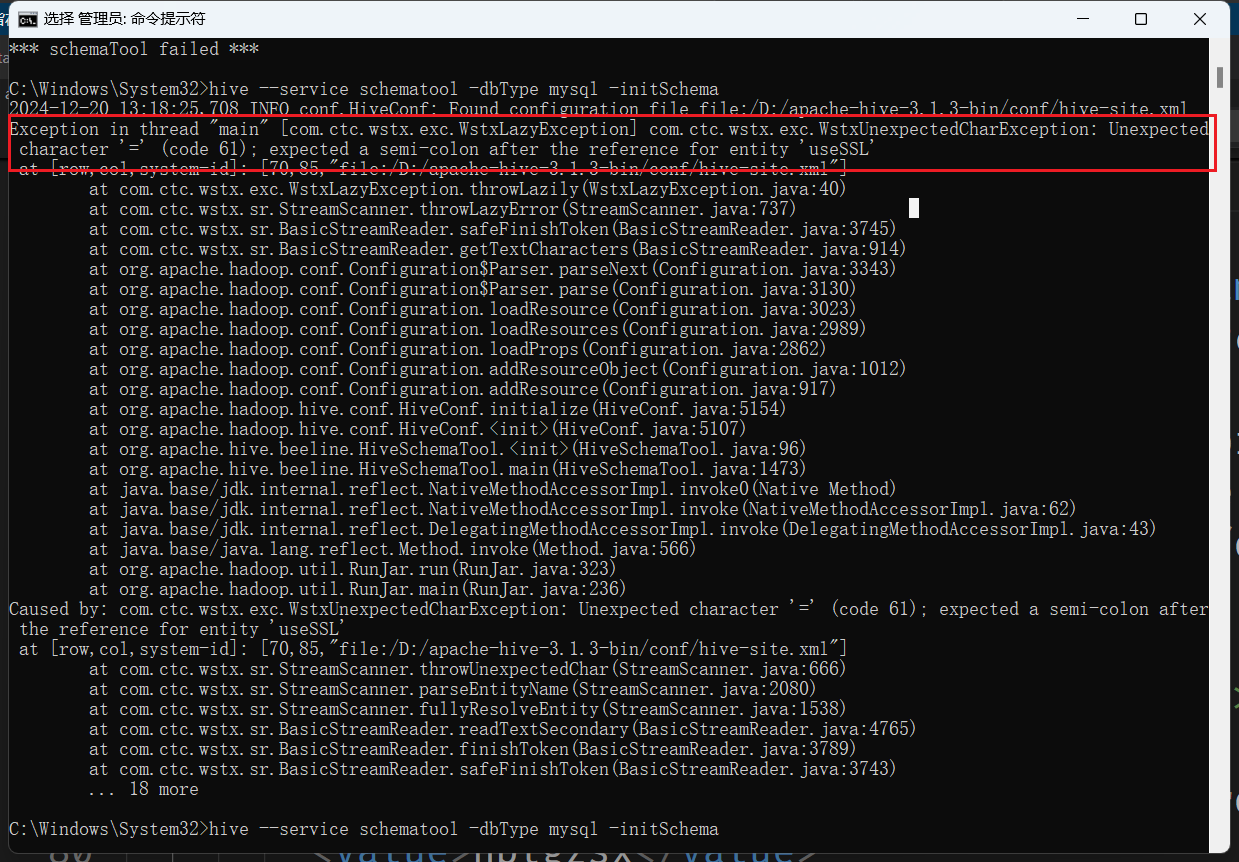 选择 管理员: 命令提示符
*** schemaTool failed ***
C:\Windows\System32>hive --service schematool -dbType mysql -initSchema
2024-12-20 13:18:25,708 INFO conf.HiveConf: Found configuration file file:/D:/apache-hive-3.1.3-bin/conf/hive-site.xml
Exception in thread "main" [com.ctc.wstx.exc.WstxLazyException] com.ctc.wstx.exc.WstxUnexpectedCharException: Unexpected
character '=' (code 61); expected a semi-colon after the reference for entity 'useSSL'
at [row,col,system-id]: [70,85,"file:/D:/apache-hive-3.1.3-bin/conf/hive-site.xml"]
at com.ctc.wstx.exc.WstxLazyException.throwLazily(WstxLazyException.java:40)
at com.ctc.wstx.sr.StreamScanner.throwLazyError(StreamScanner.java:737)
at com.ctc.wstx.sr.BasicStreamReader.safeFinishToken(BasicStreamReader.java:3745)
at com.ctc.wstx.sr.BasicStreamReader.getTextCharacters(BasicStreamReader.java:914)
at org.apache.hadoop.conf.Configuration$Parser.parseNext(Configuration.java:3343)
at org.apache.hadoop.conf.Configuration$Parser.parse(Configuration.java:3130)
at org.apache.hadoop.conf.Configuration.loadResource(Configuration.java:3023)
at org.apache.hadoop.conf.Configuration.loadResources(Configuration.java:2989)
at org.apache.hadoop.conf.Configuration.loadProps(Configuration.java:2862)
at org.apache.hadoop.conf.Configuration.addResourceObject(Configuration.java:1012)
at org.apache.hadoop.conf.Configuration.addResource(Configuration.java:917)
at org.apache.hadoop.hive.conf.HiveConf.initialize(HiveConf.java:5154)
at org.apache.hadoop.hive.conf.HiveConf.<init>(HiveConf.java:5107)
at org.apache.hive.beeline.HiveSchemaTool.<init>(HiveSchemaTool.java:96)
at org.apache.hive.beeline.HiveSchemaTool.main(HiveSchemaTool.java:1473)
at java.base/jdk.internal.reflect.NativeMethodAccessorImpl.invoke0(Native Method)
at java.base/jdk.internal.reflect.NativeMethodAccessorImpl.invoke(NativeMethodAccessorImpl.java:62)
at java.base/jdk.internal.reflect.DelegatingMethodAccessorImpl.invoke(DelegatingMethodAccessorImpl.java:43)
at java.base/java.lang.reflect.Method.invoke(Method.java:566)
at org.apache.hadoop.util.RunJar.run(RunJar.java:323)
at org.apache.hadoop.util.RunJar.main(RunJar.java:236)
Caused by: com.ctc.wstx.exc.WstxUnexpectedCharException: Unexpected character '=' (code 61); expected a semi-colon after
the reference for entity 'useSSL'
at [row,col,system-id]: [70,85,"file:/D:/apache-hive-3.1.3-bin/conf/hive-site.xml"]
at com.ctc.wstx.sr.StreamScanner.throwUnexpectedChar(StreamScanner.java:666)
at com.ctc.wstx.sr.StreamScanner.parseEntityName(StreamScanner.java:2080)
at com.ctc.wstx.sr.StreamScanner.fullyResolveEntity(StreamScanner.java:1538)
at com.ctc.wstx.sr.BasicStreamReader.readTextSecondary(BasicStreamReader.java:4765)
at com.ctc.wstx.sr.BasicStreamReader.finishToken(BasicStreamReader.java:3789)
at com.ctc.wstx.sr.BasicStreamReader.safeFinishToken(BasicStreamReader.java:3743)
... 18 more
C:\Windows\System32>hive --service schematool -dbType mysql -initSchema